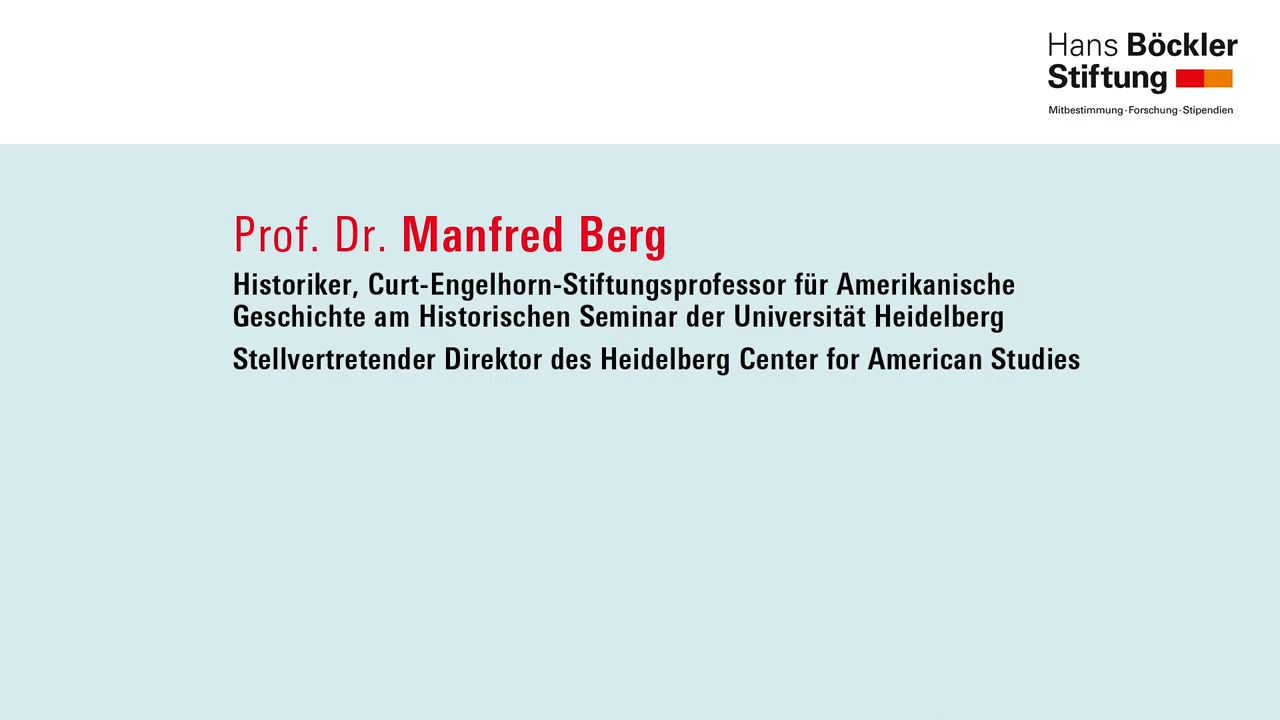 Hans Böckler
Stiftung
Mitbestimmung·Forschung·Stipendien
Prof. Dr. Manfred Berg
Historiker, Curt-Engelhorn-Stiftungsprofessor für Amerikanische
Geschichte am Historischen Seminar der Universität Heidelberg
Stellvertretender Direktor des Heidelberg Center for American Studies